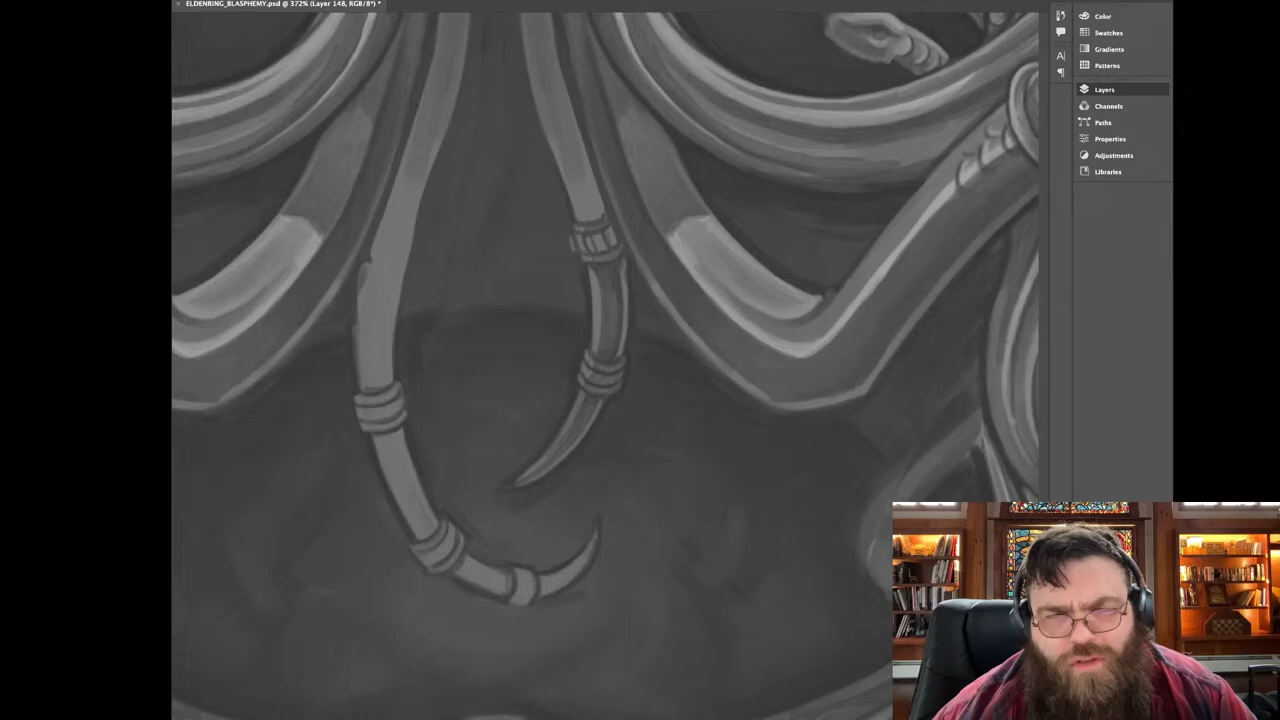 ELDENRING_BLASPHEMY.psd @ 372% (Layer 148, RGB/8*) *
Color
Swatches
Gradients
Patterns
Layers
Channels
Paths
Properties
Adjustments
Libraries